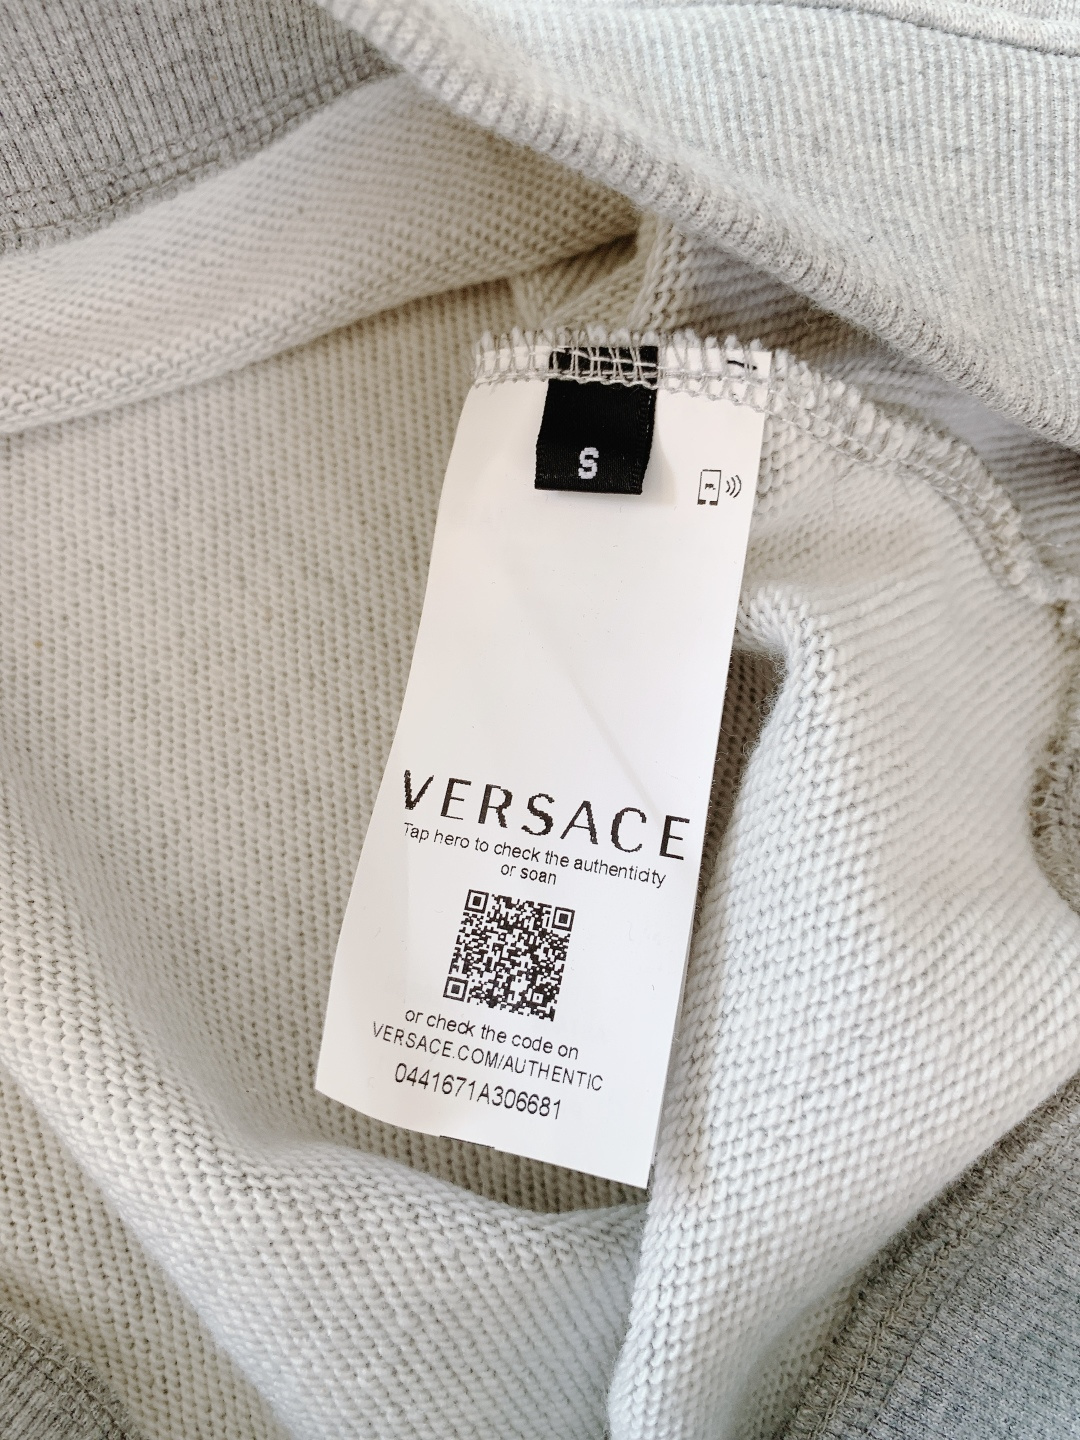 S
VERSACE
Tap hero to check the authenticity
or soan
or check the code on
VERSACE.COM/AUTHENTIC
0441671A306681